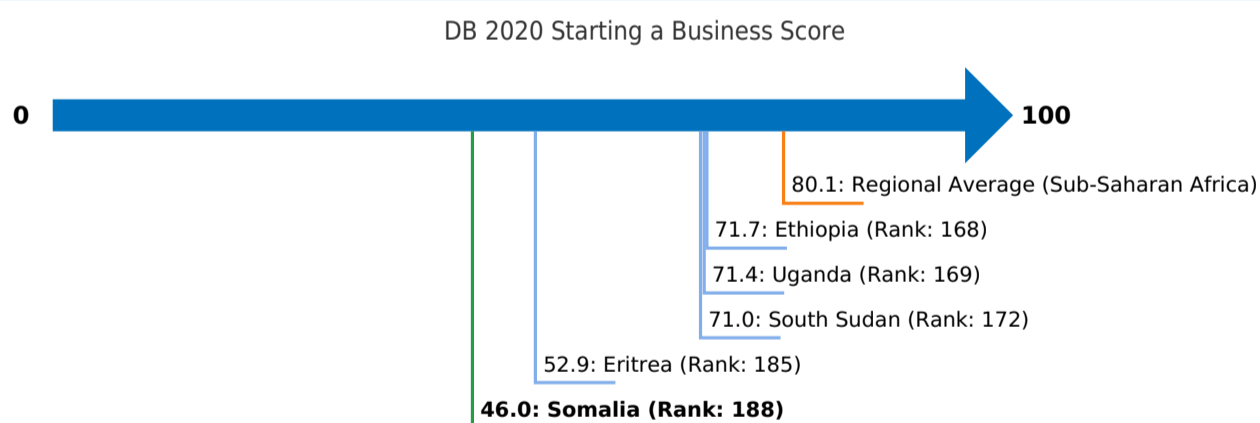 DB 2020 Starting a Business Score
0
100
80.1: Regional Average (Sub-Saharan Africa)
71.7: Ethiopia (Rank: 168)
71.4: Uganda (Rank: 169)
71.0: South Sudan (Rank: 172)
52.9: Eritrea (Rank: 185)
46.0: Somalia (Rank: 188)